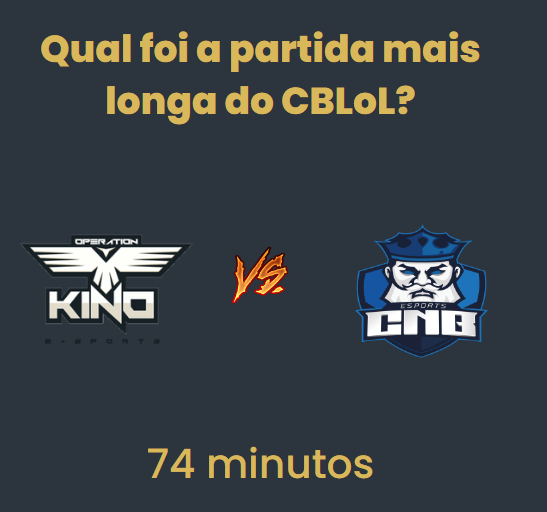 Qual foi a partida mais
longa do CBLoL?
OPERATION
KINO
E-SPORTS
VS
ESPORTS
CNB
74 minutos